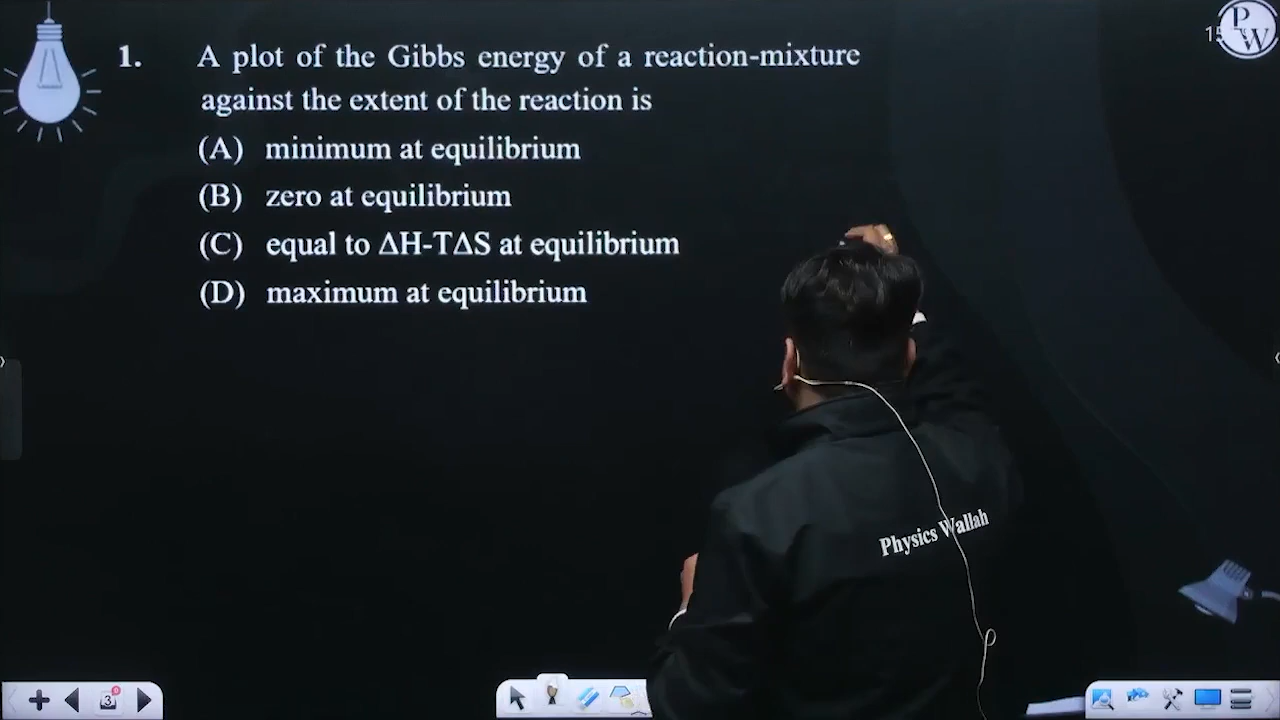 1. A plot of the Gibbs energy of a reaction-mixture
against the extent of the reaction is
(A) minimum at equilibrium
(B) zero at equilibrium
(C) equal to ΔH-TΔS at equilibrium
(D) maximum at equilibrium
P
W
Physics Wallah
3